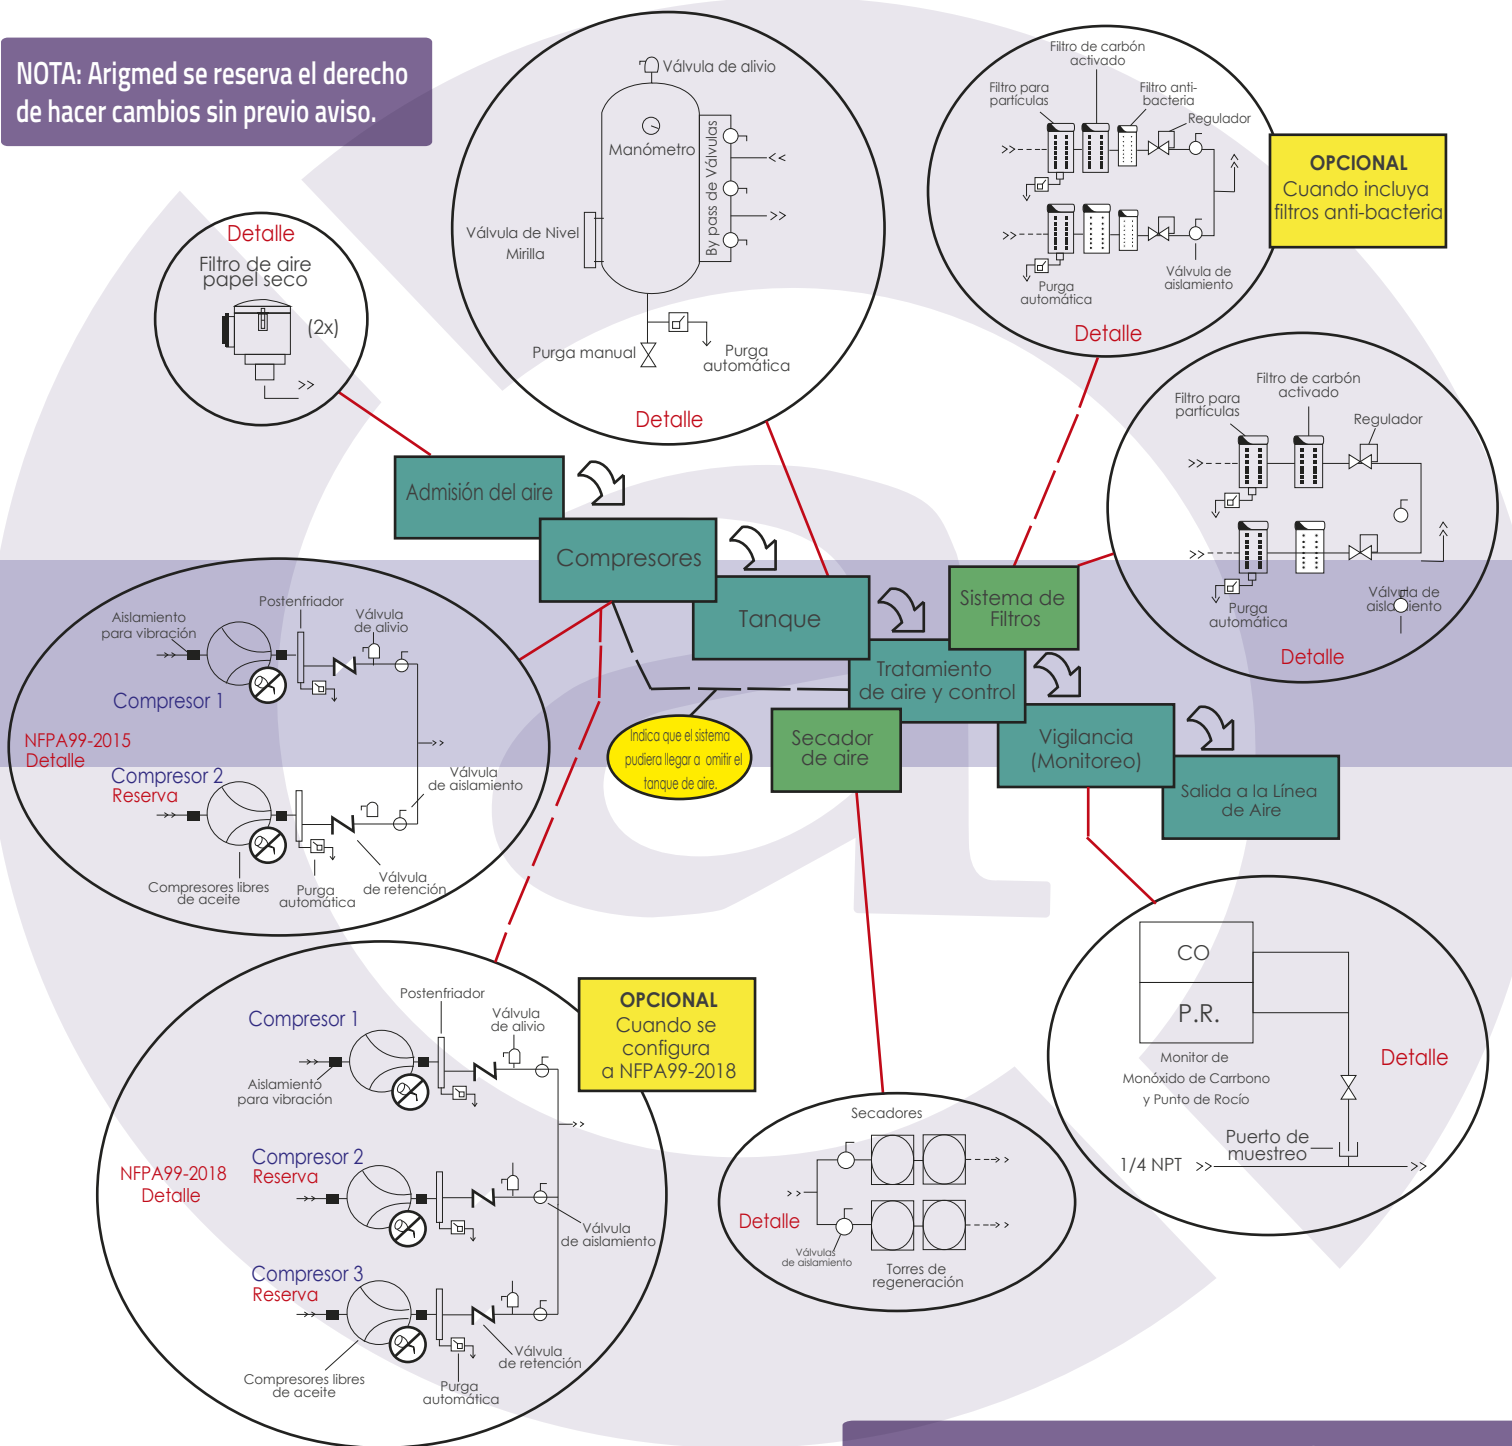 NOTA: Arigmed se reserva el derecho
de hacer cambios sin previo aviso.
Detalle
Filtro de aire
papel seco
(2x)
>>
Válvula de alivio
Manómetro
By pass de Válvulas
<<
>>
Válvula de Nivel
Mirilla
Purga manual
Purga
automática
Detalle
Filtro de carbón
activado
Filtro para
partículas
Filtro anti-
bacteria
Regulador
>>
>>
>>
Purga
automática
Válvula de
aislamiento
Detalle
OPCIONAL
Cuando incluya
filtros anti-bacteria
Filtro de carbón
activado
Filtro para
partículas
Regulador
>>
>>
>>
Purga
automática
Válvula de
aislamiento
Detalle
Admisión del aire
Compresores
Tanque
Sistema de
Filtros
Tratamiento
de aire y control
Secador
de aire
Vigilancia
(Monitoreo)
Salida a la Línea
de Aire
Indica que el sistema
pudiera llegar a omitir el
tanque de aire.
Aislamiento
para vibración
Postenfriador
Válvula
de alivio
>>
Compresor 1
NFPA99-2015
Detalle
>>
Compresor 2
Reserva
Válvula
de aislamiento
>>
Compresores libres
de aceite
Purga
automática
Válvula
de retención
Postenfriador
Compresor 1
Válvula
de alivio
>>
Aislamiento
para vibración
>>
NFPA99-2018
Detalle
Compresor 2
Reserva
>>
Válvula
de aislamiento
Compresor 3
Reserva
>>
Válvula
de retención
Compresores libres
de aceite
Purga
automática
OPCIONAL
Cuando se
configura
a NFPA99-2018
Secadores
>>
>>
Detalle
>>
Válvulas
de aislamiento
Torres de
regeneración
CO
P.R.
Monitor de
Monóxido de Carrbono
y Punto de Rocío
Detalle
Puerto de
muestreo
1/4 NPT >>
>>